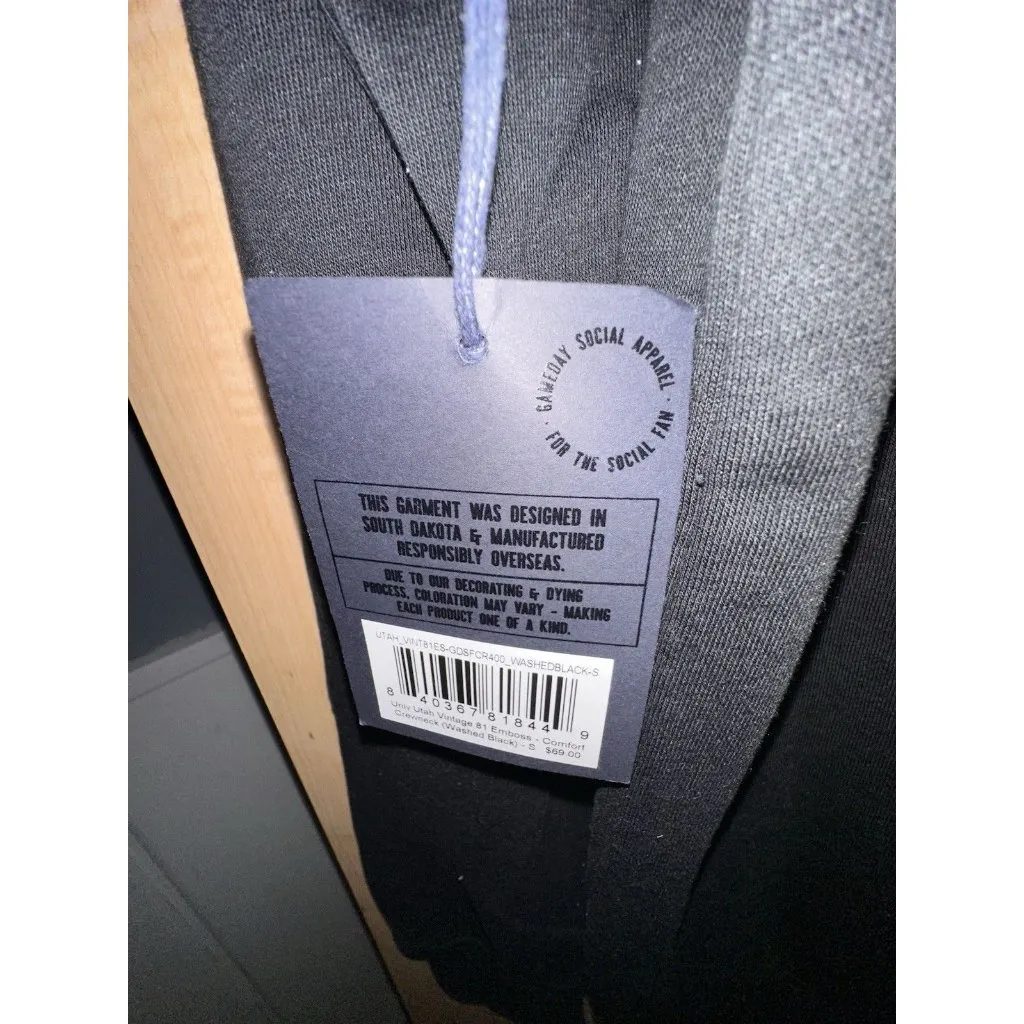 GAMEDAY SOCIAL APPAREL
· FOR THE SOCIAL FAN ·
THIS GARMENT WAS DESIGNED IN
SOUTH DAKOTA & MANUFACTURED
RESPONSIBLY OVERSEAS.
DUE TO OUR DECORATING & DYING
PROCESS, COLORATION MAY VARY - MAKING
EACH PRODUCT ONE OF A KIND.
UTAH_VINT81ES-GDSFCR400_WASHEDBLACK-S
8 40367 81844 9
Univ Utah Vintage 81 Emboss - Comfort
Crewneck (Washed Black) - S $69.00